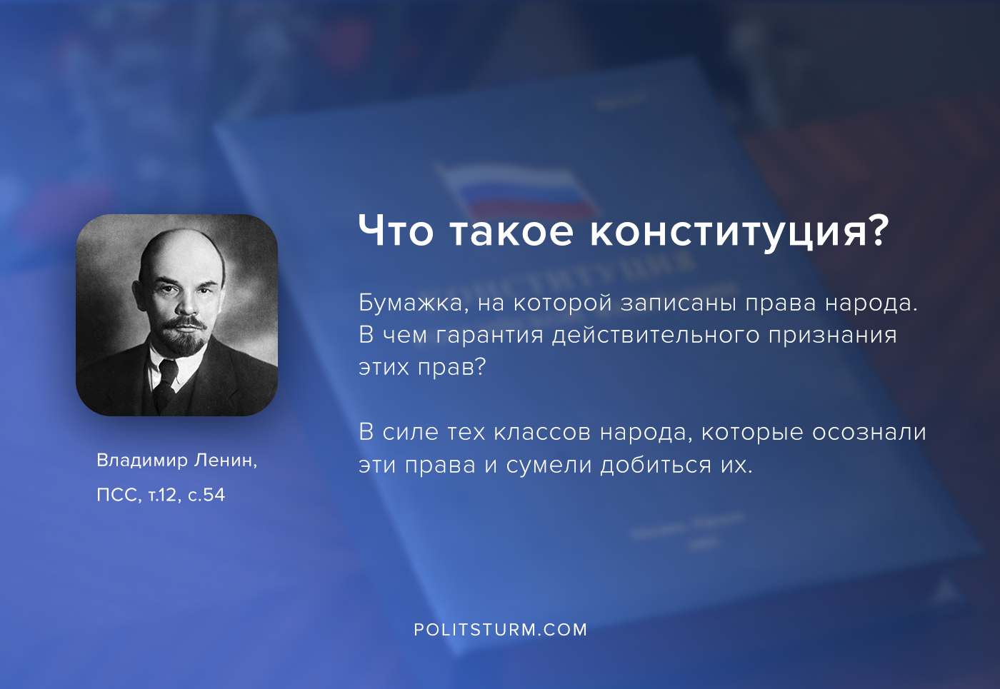 Что такое конституция?
КОНСТИТУЦИЯ
Бумажка, на которой записаны права народа.
В чем гарантия действительного признания
этих прав?
В силе тех классов народа, которые осознали
эти права и сумели добиться их.
Владимир Ленин,
ПСС, т.12, с.54
POLITSTURM.COM